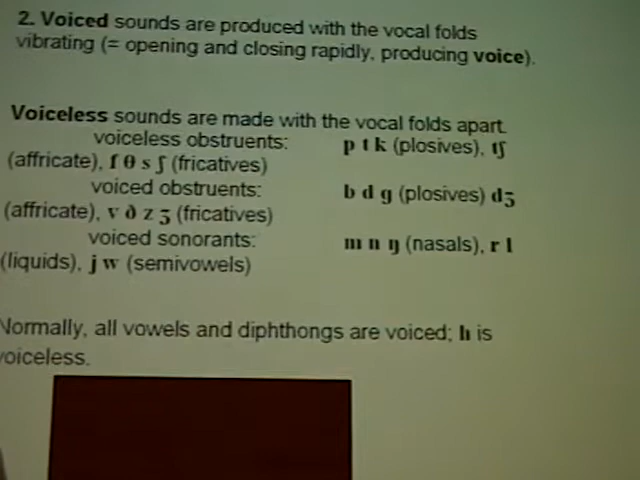 2. Voiced sounds are produced with the vocal folds
vibrating (= opening and closing rapidly, producing voice).
Voiceless sounds are made with the vocal folds apart.
voiceless obstruents: p t k (plosives), tʃ
(affricate), f θ s ʃ (fricatives)
voiced obstruents: b d g (plosives) dʒ
(affricate), v ð z ʒ (fricatives)
voiced sonorants: m n ŋ (nasals), r l
(liquids), j w (semivowels)
Normally, all vowels and diphthongs are voiced; h is
voiceless.